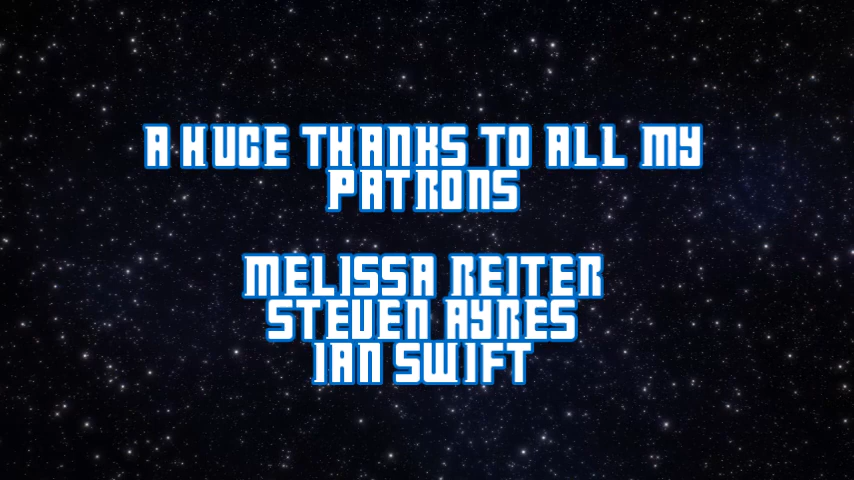 A HUGE THANKS TO ALL MY
PATRONS
MELISSA REITER
STEVEN AYRES
IAN SWIFT